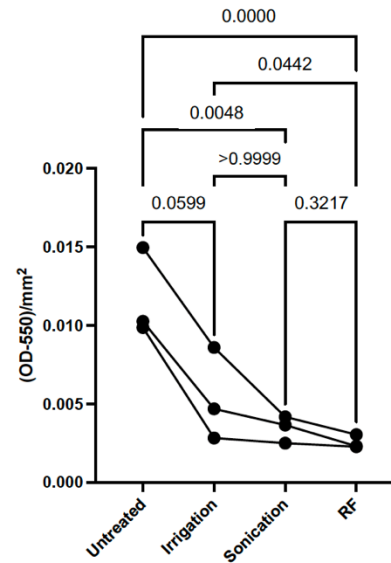 0.0000
0.0442
0.0048
>0.9999
0.0599
0.3217
0.020
0.015
0.010
0.005
0.000
(OD-550)/mm²
Untreated
Irrigation
Sonication
RF